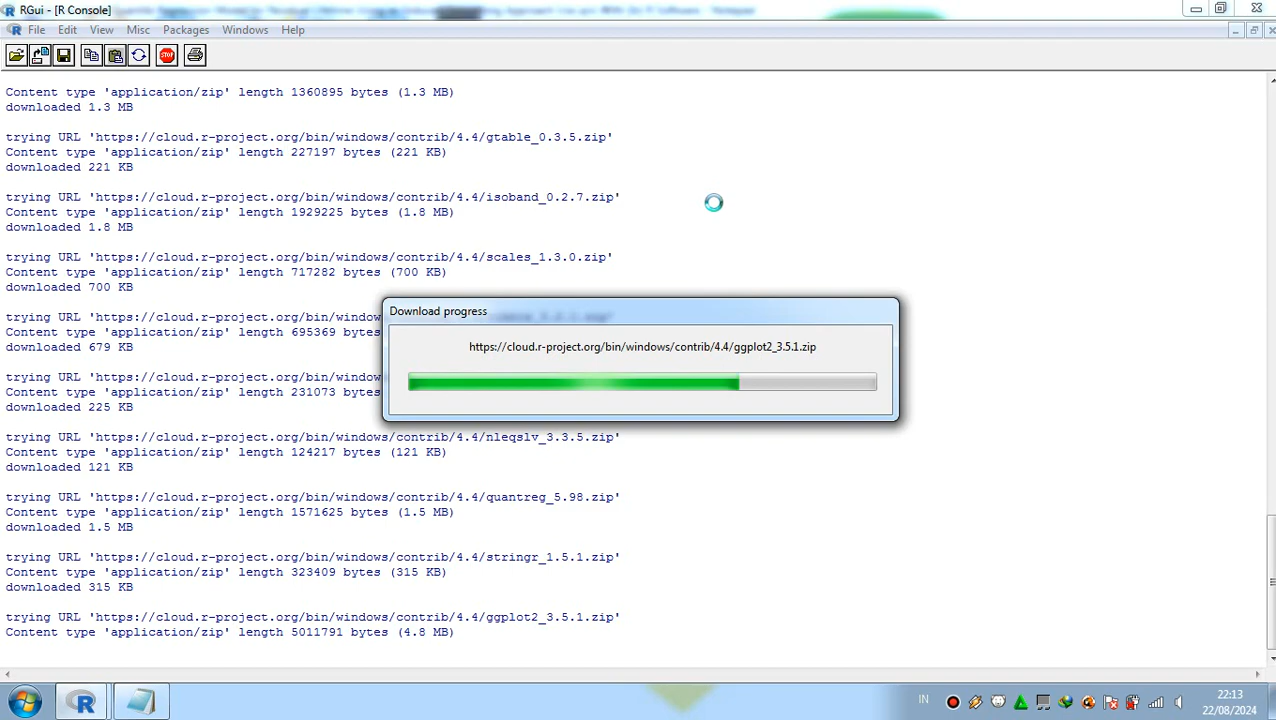 RGui - [R Console]
File Edit View Misc Packages Windows Help
STOP
Content type 'application/zip' length 1360895 bytes (1.3 MB)
downloaded 1.3 MB
trying URL 'https://cloud.r-project.org/bin/windows/contrib/4.4/gtable_0.3.5.zip'
Content type 'application/zip' length 227197 bytes (221 KB)
downloaded 221 KB
trying URL 'https://cloud.r-project.org/bin/windows/contrib/4.4/isoband_0.2.7.zip'
Content type 'application/zip' length 1929225 bytes (1.8 MB)
downloaded 1.8 MB
trying URL 'https://cloud.r-project.org/bin/windows/contrib/4.4/scales_1.3.0.zip'
Content type 'application/zip' length 717282 bytes (700 KB)
downloaded 700 KB
Download progress
https://cloud.r-project.org/bin/windows/contrib/4.4/ggplot2_3.5.1.zip
trying URL 'https://cloud.r-project.org
Content type 'application/zip' length 695369
downloaded 679 KB
trying URL 'https://cloud.r-project.org
Content type 'application/zip' length 231073
downloaded 225 KB
trying URL 'https://cloud.r-project.org/bin/windows/contrib/4.4/nleqslv_3.3.5.zip'
Content type 'application/zip' length 124217 bytes (121 KB)
downloaded 121 KB
trying URL 'https://cloud.r-project.org/bin/windows/contrib/4.4/quantreg_5.98.zip'
Content type 'application/zip' length 1571625 bytes (1.5 MB)
downloaded 1.5 MB
trying URL 'https://cloud.r-project.org/bin/windows/contrib/4.4/stringr_1.5.1.zip'
Content type 'application/zip' length 323409 bytes (315 KB)
downloaded 315 KB
trying URL 'https://cloud.r-project.org/bin/windows/contrib/4.4/ggplot2_3.5.1.zip'
Content type 'application/zip' length 5011791 bytes (4.8 MB)
IN
22:13
22/08/2024